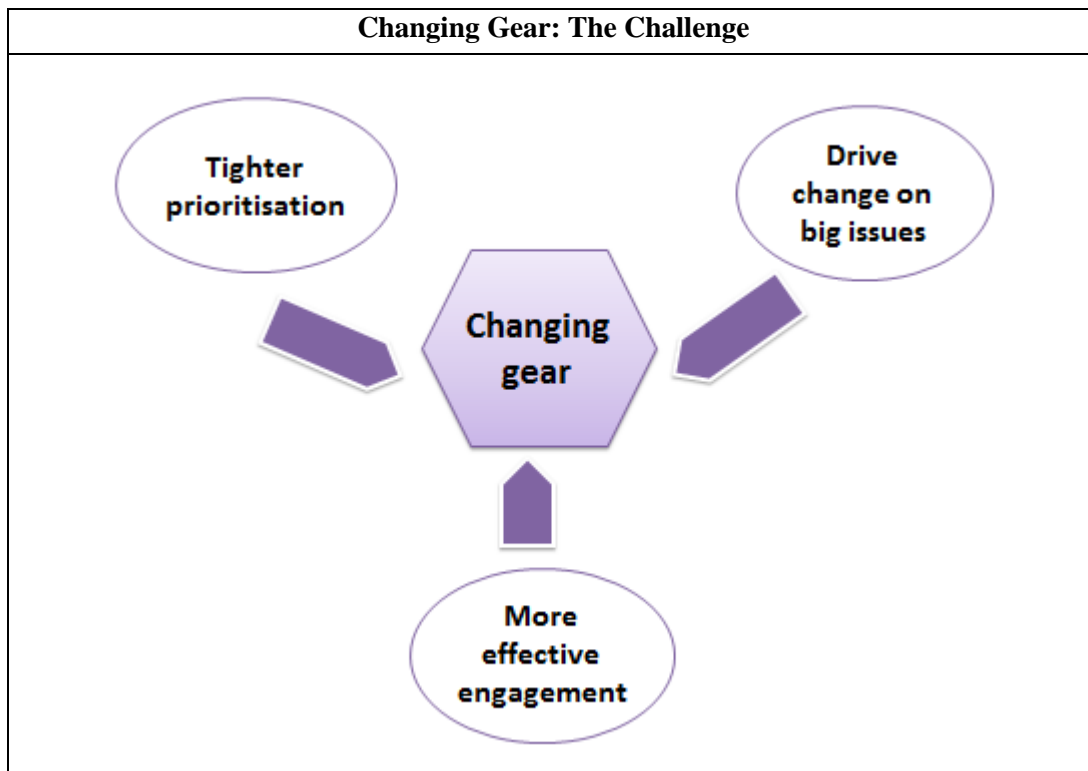 Changing Gear: The Challenge
Tighter
prioritisation
Drive
change on
big issues
Changing
gear
More
effective
engagement